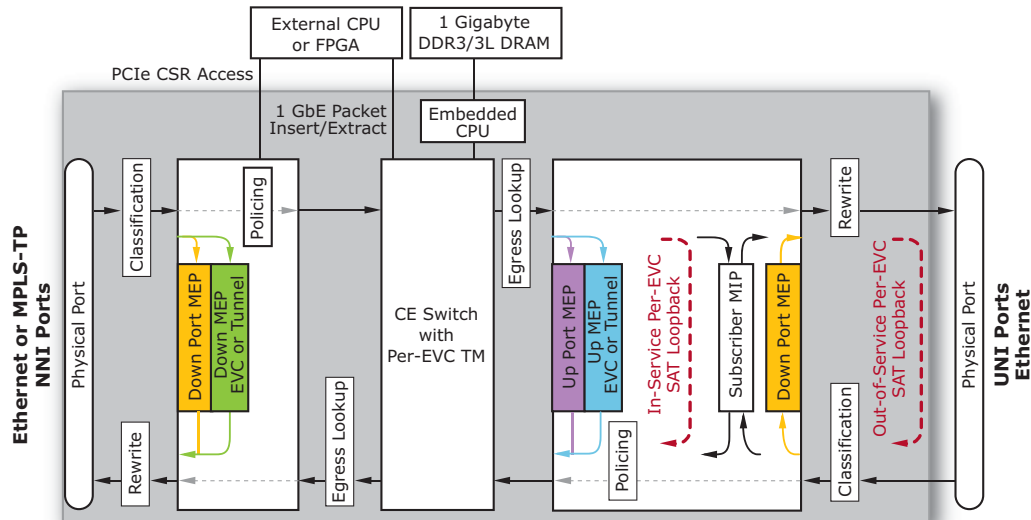 External CPU
or FPGA
1 Gigabyte
DDR3/3L DRAM
PCIe CSR Access
1 GbE Packet
Insert/Extract
Embedded
CPU
Ethernet or MPLS-TP
NNI Ports
Physical Port
Classification
Policing
Down Port MEP
Down MEP
EVC or Tunnel
Rewrite
Egress Lookup
CE Switch
with
Per-EVC TM
Egress Lookup
Up Port MEP
Up MEP
EVC or Tunnel
Policing
In-Service Per-EVC
SAT Loopback
Subscriber MIP
Down Port MEP
Rewrite
Classification
Out-of-Service Per-EVC
SAT Loopback
Physical Port
UNI Ports
Ethernet